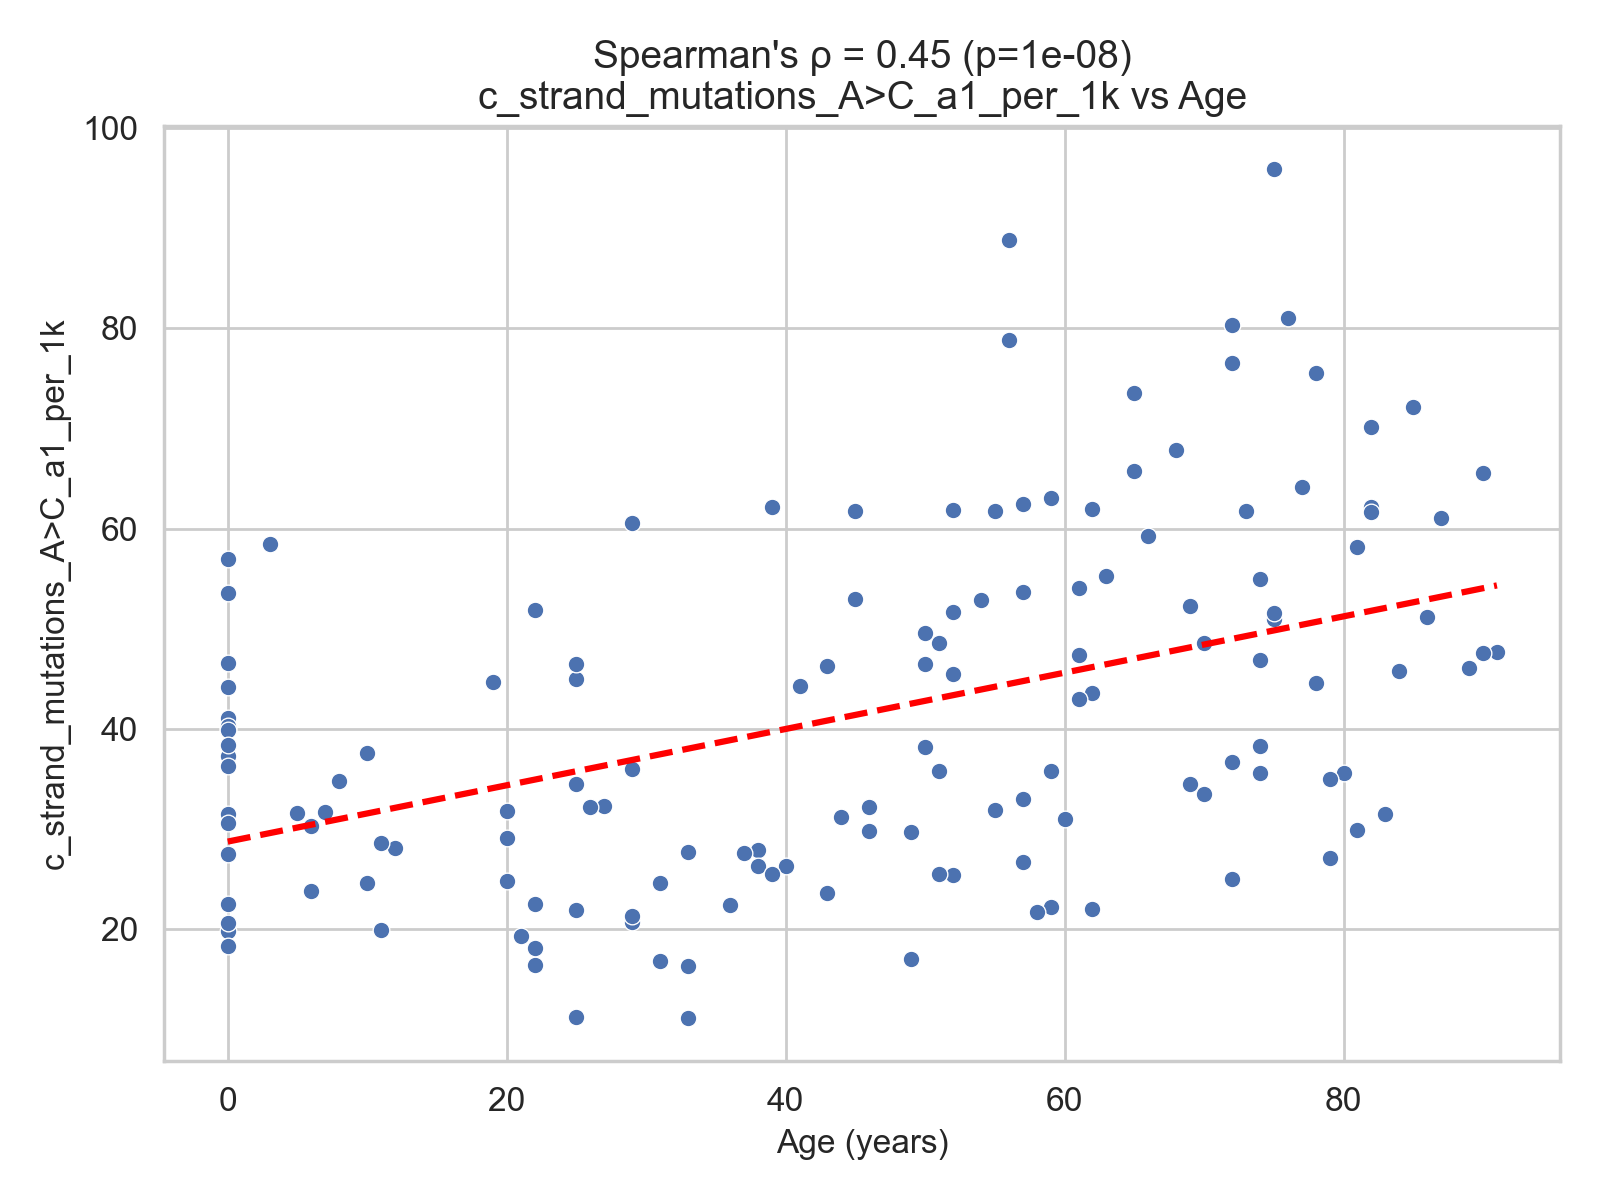 Spearman's ρ = 0.45 (p=1e-08)
c_strand_mutations_A>C_a1_per_1k vs Age
c_strand_mutations_A>C_a1_per_1k
100
80
60
40
20
0
20
40
60
80
Age (years)